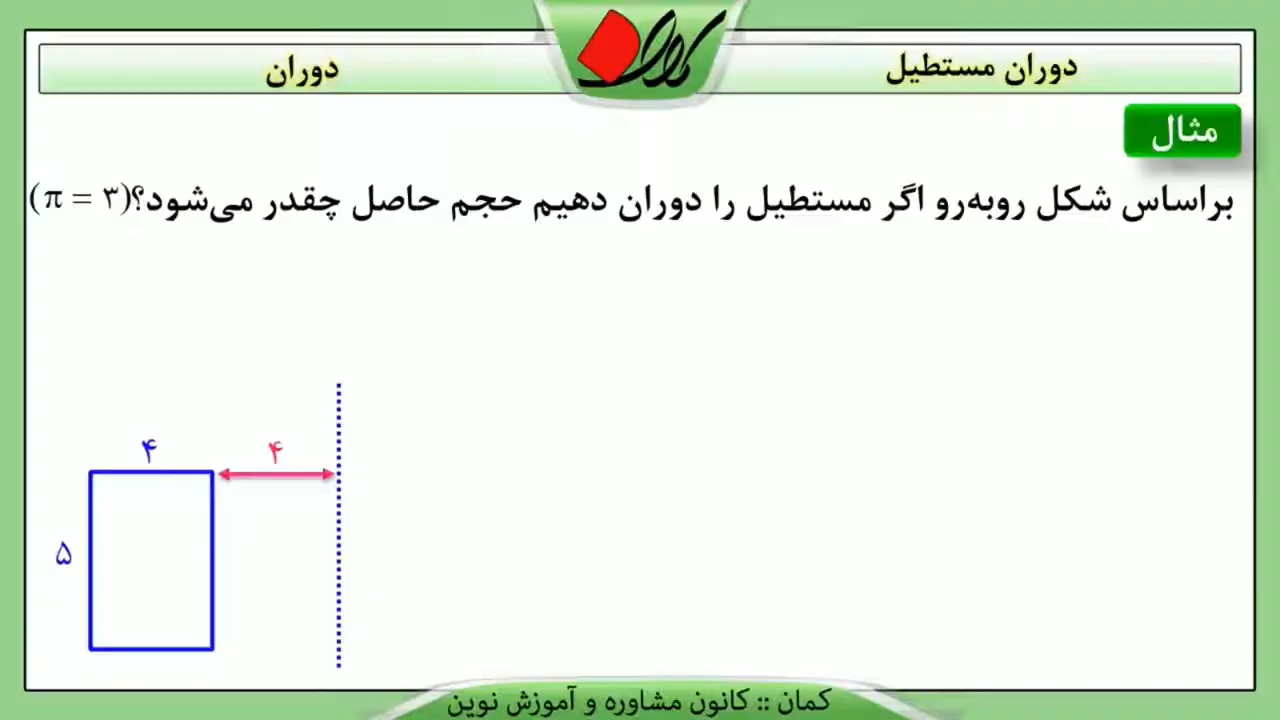 دوران مستطیل
کمان
دوران
مثال
براساس شکل روبه‌رو اگر مستطیل را دوران دهیم حجم حاصل چقدر می‌شود؟(π = ۳)
۴
۴
۵
کمان :: کانون مشاوره و آموزش نوین